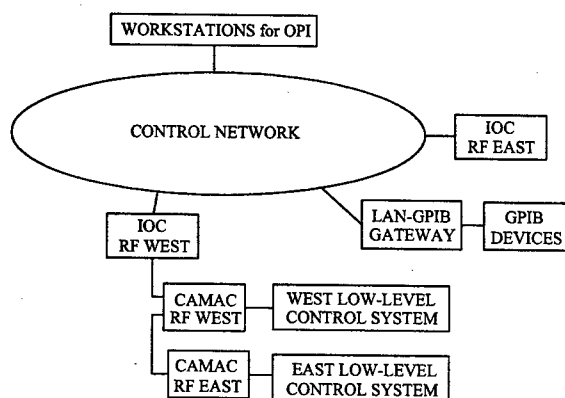 WORKSTATIONS for OPI
CONTROL NETWORK
IOC
RF EAST
LAN-GPIB
GATEWAY
GPIB
DEVICES
IOC
RF WEST
CAMAC
RF WEST
WEST LOW-LEVEL
CONTROL SYSTEM
CAMAC
RF EAST
EAST LOW-LEVEL
CONTROL SYSTEM